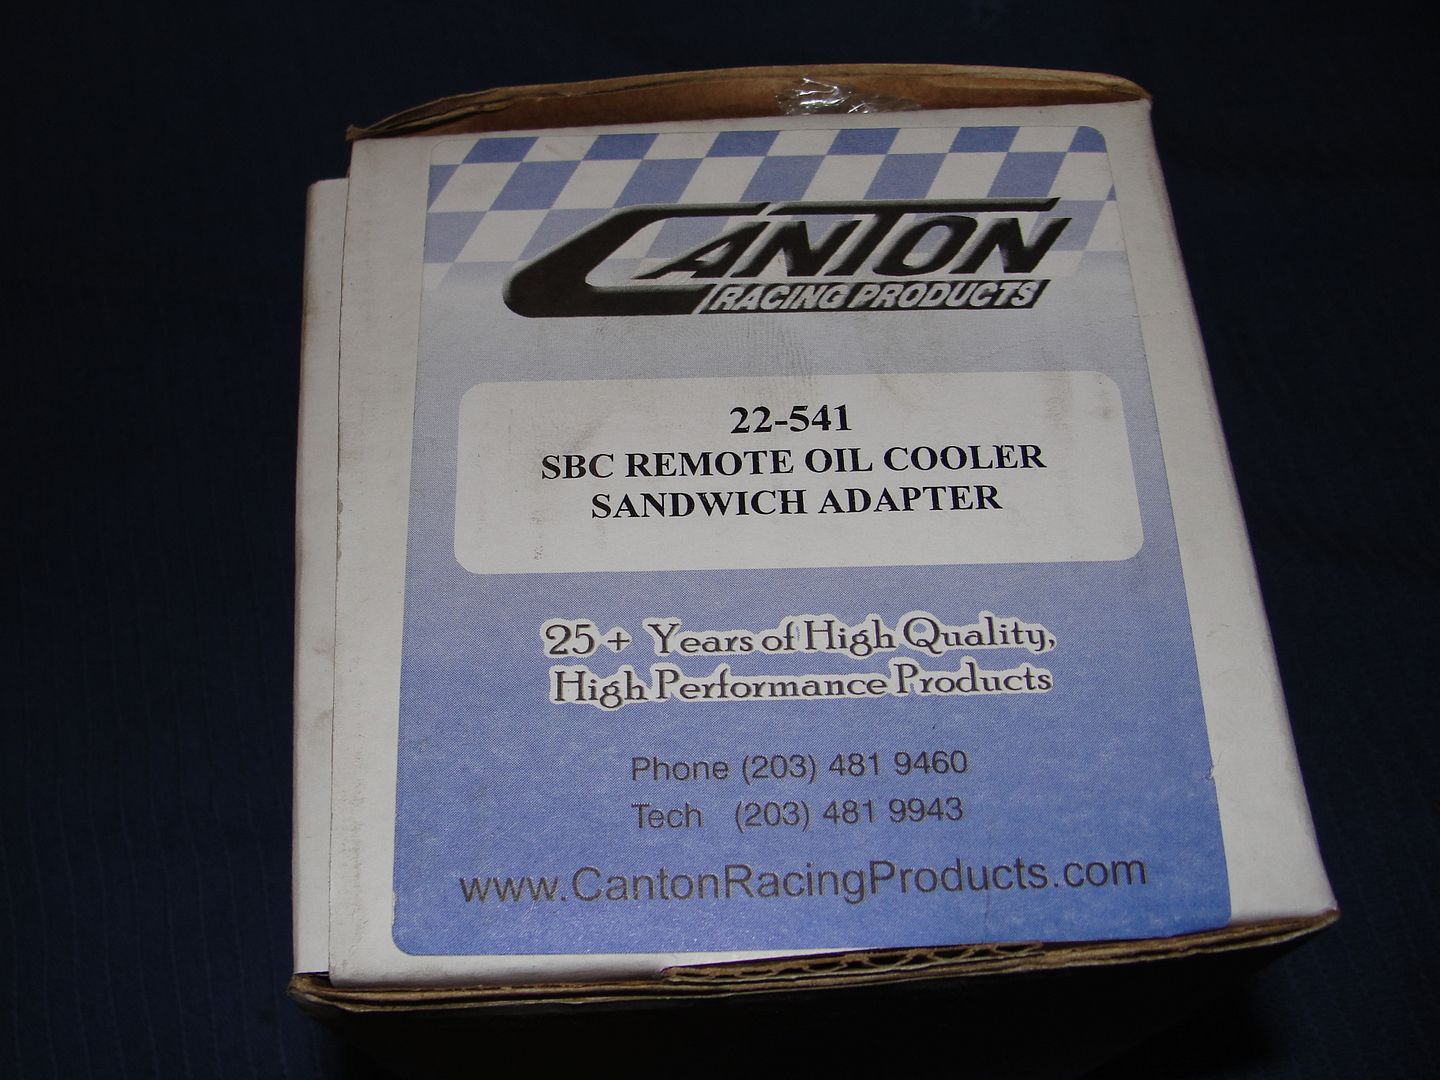 CANTON
RACING PRODUCTS
22-541
SBC REMOTE OIL COOLER
SANDWICH ADAPTER
25+ Years of High Quality,
High Performance Products
Phone (203) 481 9460
Tech (203) 481 9943
www.CantonRacingProducts.com